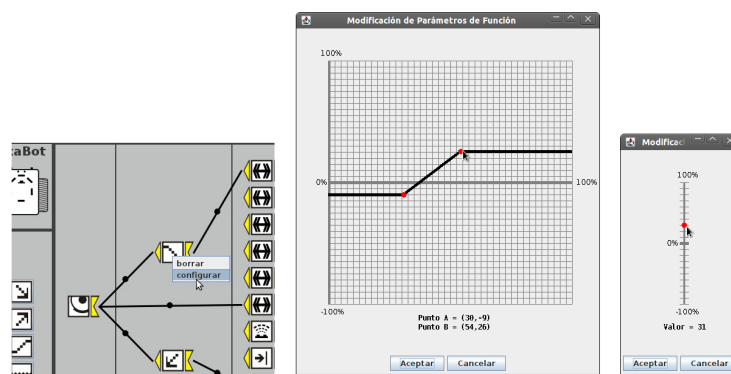 aBot
borrar
configurar
Modificación de Parámetros de Función
100%
0%
100%
-100%
Punto A = (30,-9)
Punto B = (54,26)
Aceptar
Cancelar
Modificac
100%
0%
-100%
Valor = 31
Aceptar
Cancelar